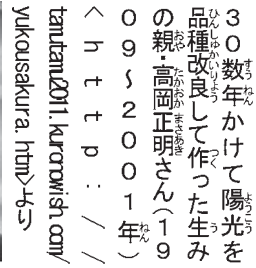 30数年かけて陽光を
品種改良して作った生み
の親・高岡正明さん(19
09～2001年)
<http://
tanutanu2011.kuronowish.com/
yukousakura.htm>より